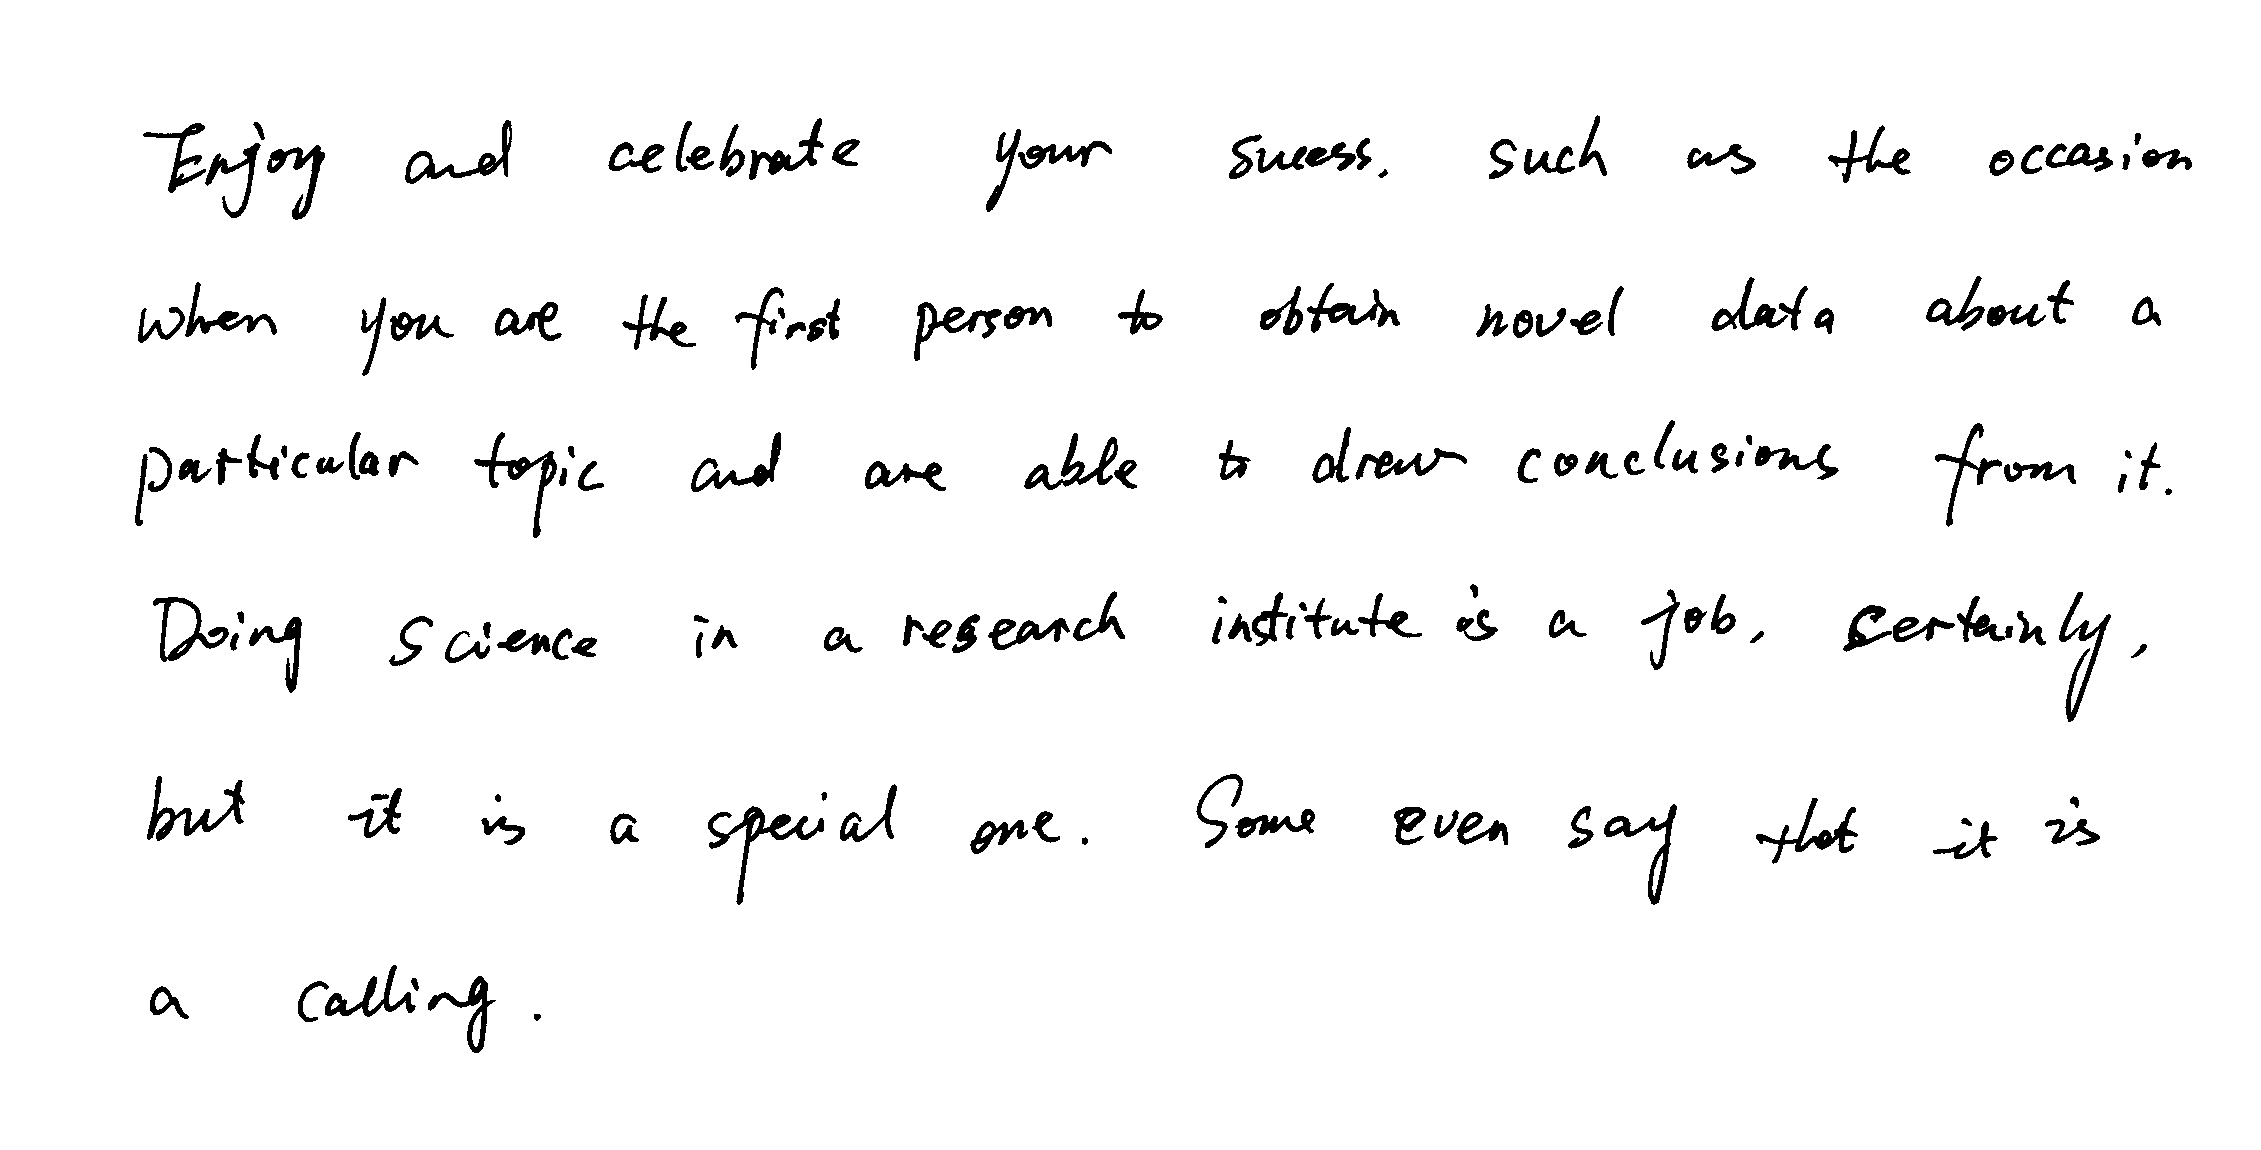 Enjoy and celebrate your sucess, such as the occasion
when you are the first person to obtain novel data about a
particular topic and are able to drew conclusions from it.
Doing Science in a research institute is a job, sertainly,
but it is a special one. Some even say that it is
a calling.